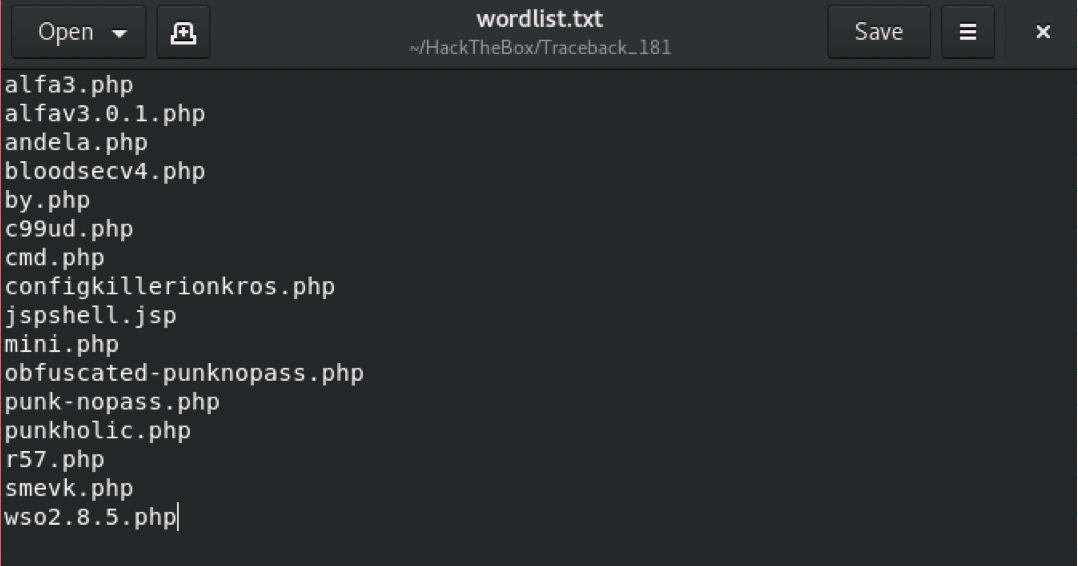 Open
wordlist.txt
~/HackTheBox/Traceback_181
Save
alfa3.php
alfav3.0.1.php
andela.php
bloodsecv4.php
by.php
c99ud.php
cmd.php
configkillerionkros.php
jspshell.jsp
mini.php
obfuscated-punknopass.php
punk-nopass.php
punkholic.php
r57.php
smevk.php
wso2.8.5.php